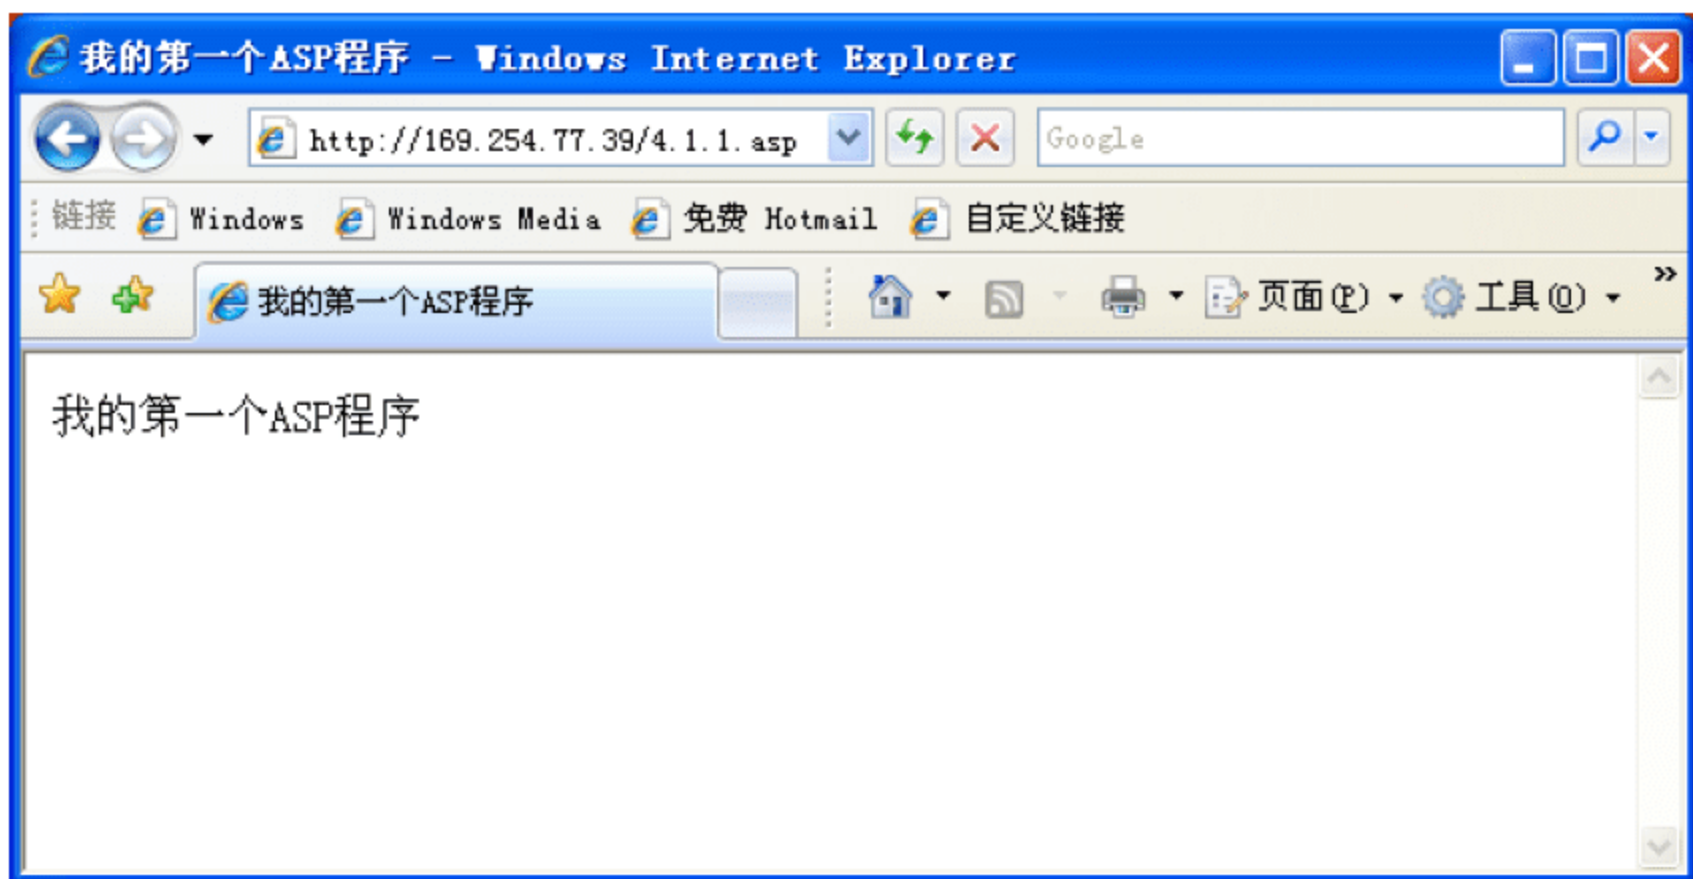 我的第一个ASP程序 - Windows Internet Explorer
http://169.254.77.39/4.1.1.asp Google
链接 Windows Windows Media 免费 Hotmail 自定义链接
我的第一个ASP程序 页面(P) 工具(O) »
我的第一个ASP程序